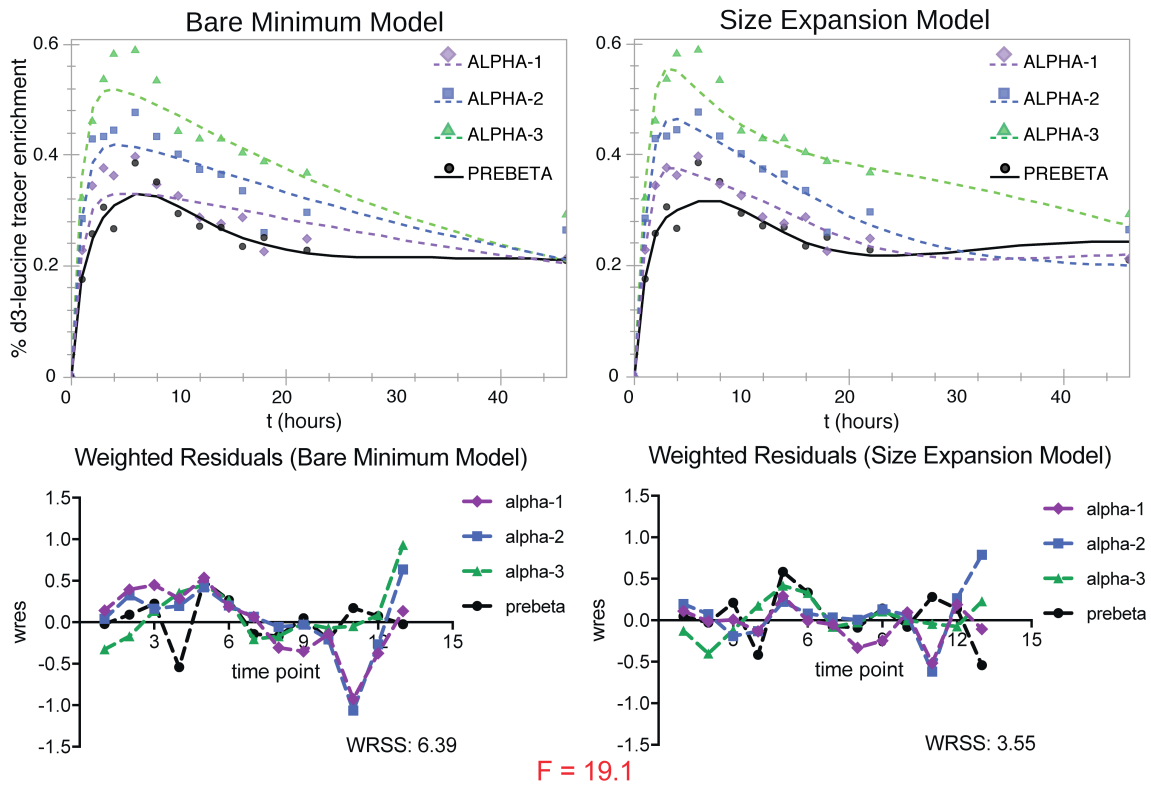 Bare Minimum Model
Size Expansion Model
% d3-leucine tracer enrichment
0.6
0.4
0.2
0
0
10
20
30
40
t (hours)
ALPHA-1
ALPHA-2
ALPHA-3
PREBETA
0.6
0.4
0.2
0
0
10
20
30
40
t (hours)
ALPHA-1
ALPHA-2
ALPHA-3
PREBETA
Weighted Residuals (Bare Minimum Model)
wres
1.5
1.0
0.5
0.0
-0.5
-1.0
-1.5
3
6
9
12
15
time point
alpha-1
alpha-2
alpha-3
prebeta
WRSS: 6.39
Weighted Residuals (Size Expansion Model)
wres
1.5
1.0
0.5
0.0
-0.5
-1.0
-1.5
3
6
9
12
15
time point
alpha-1
alpha-2
alpha-3
prebeta
WRSS: 3.55
F = 19.1